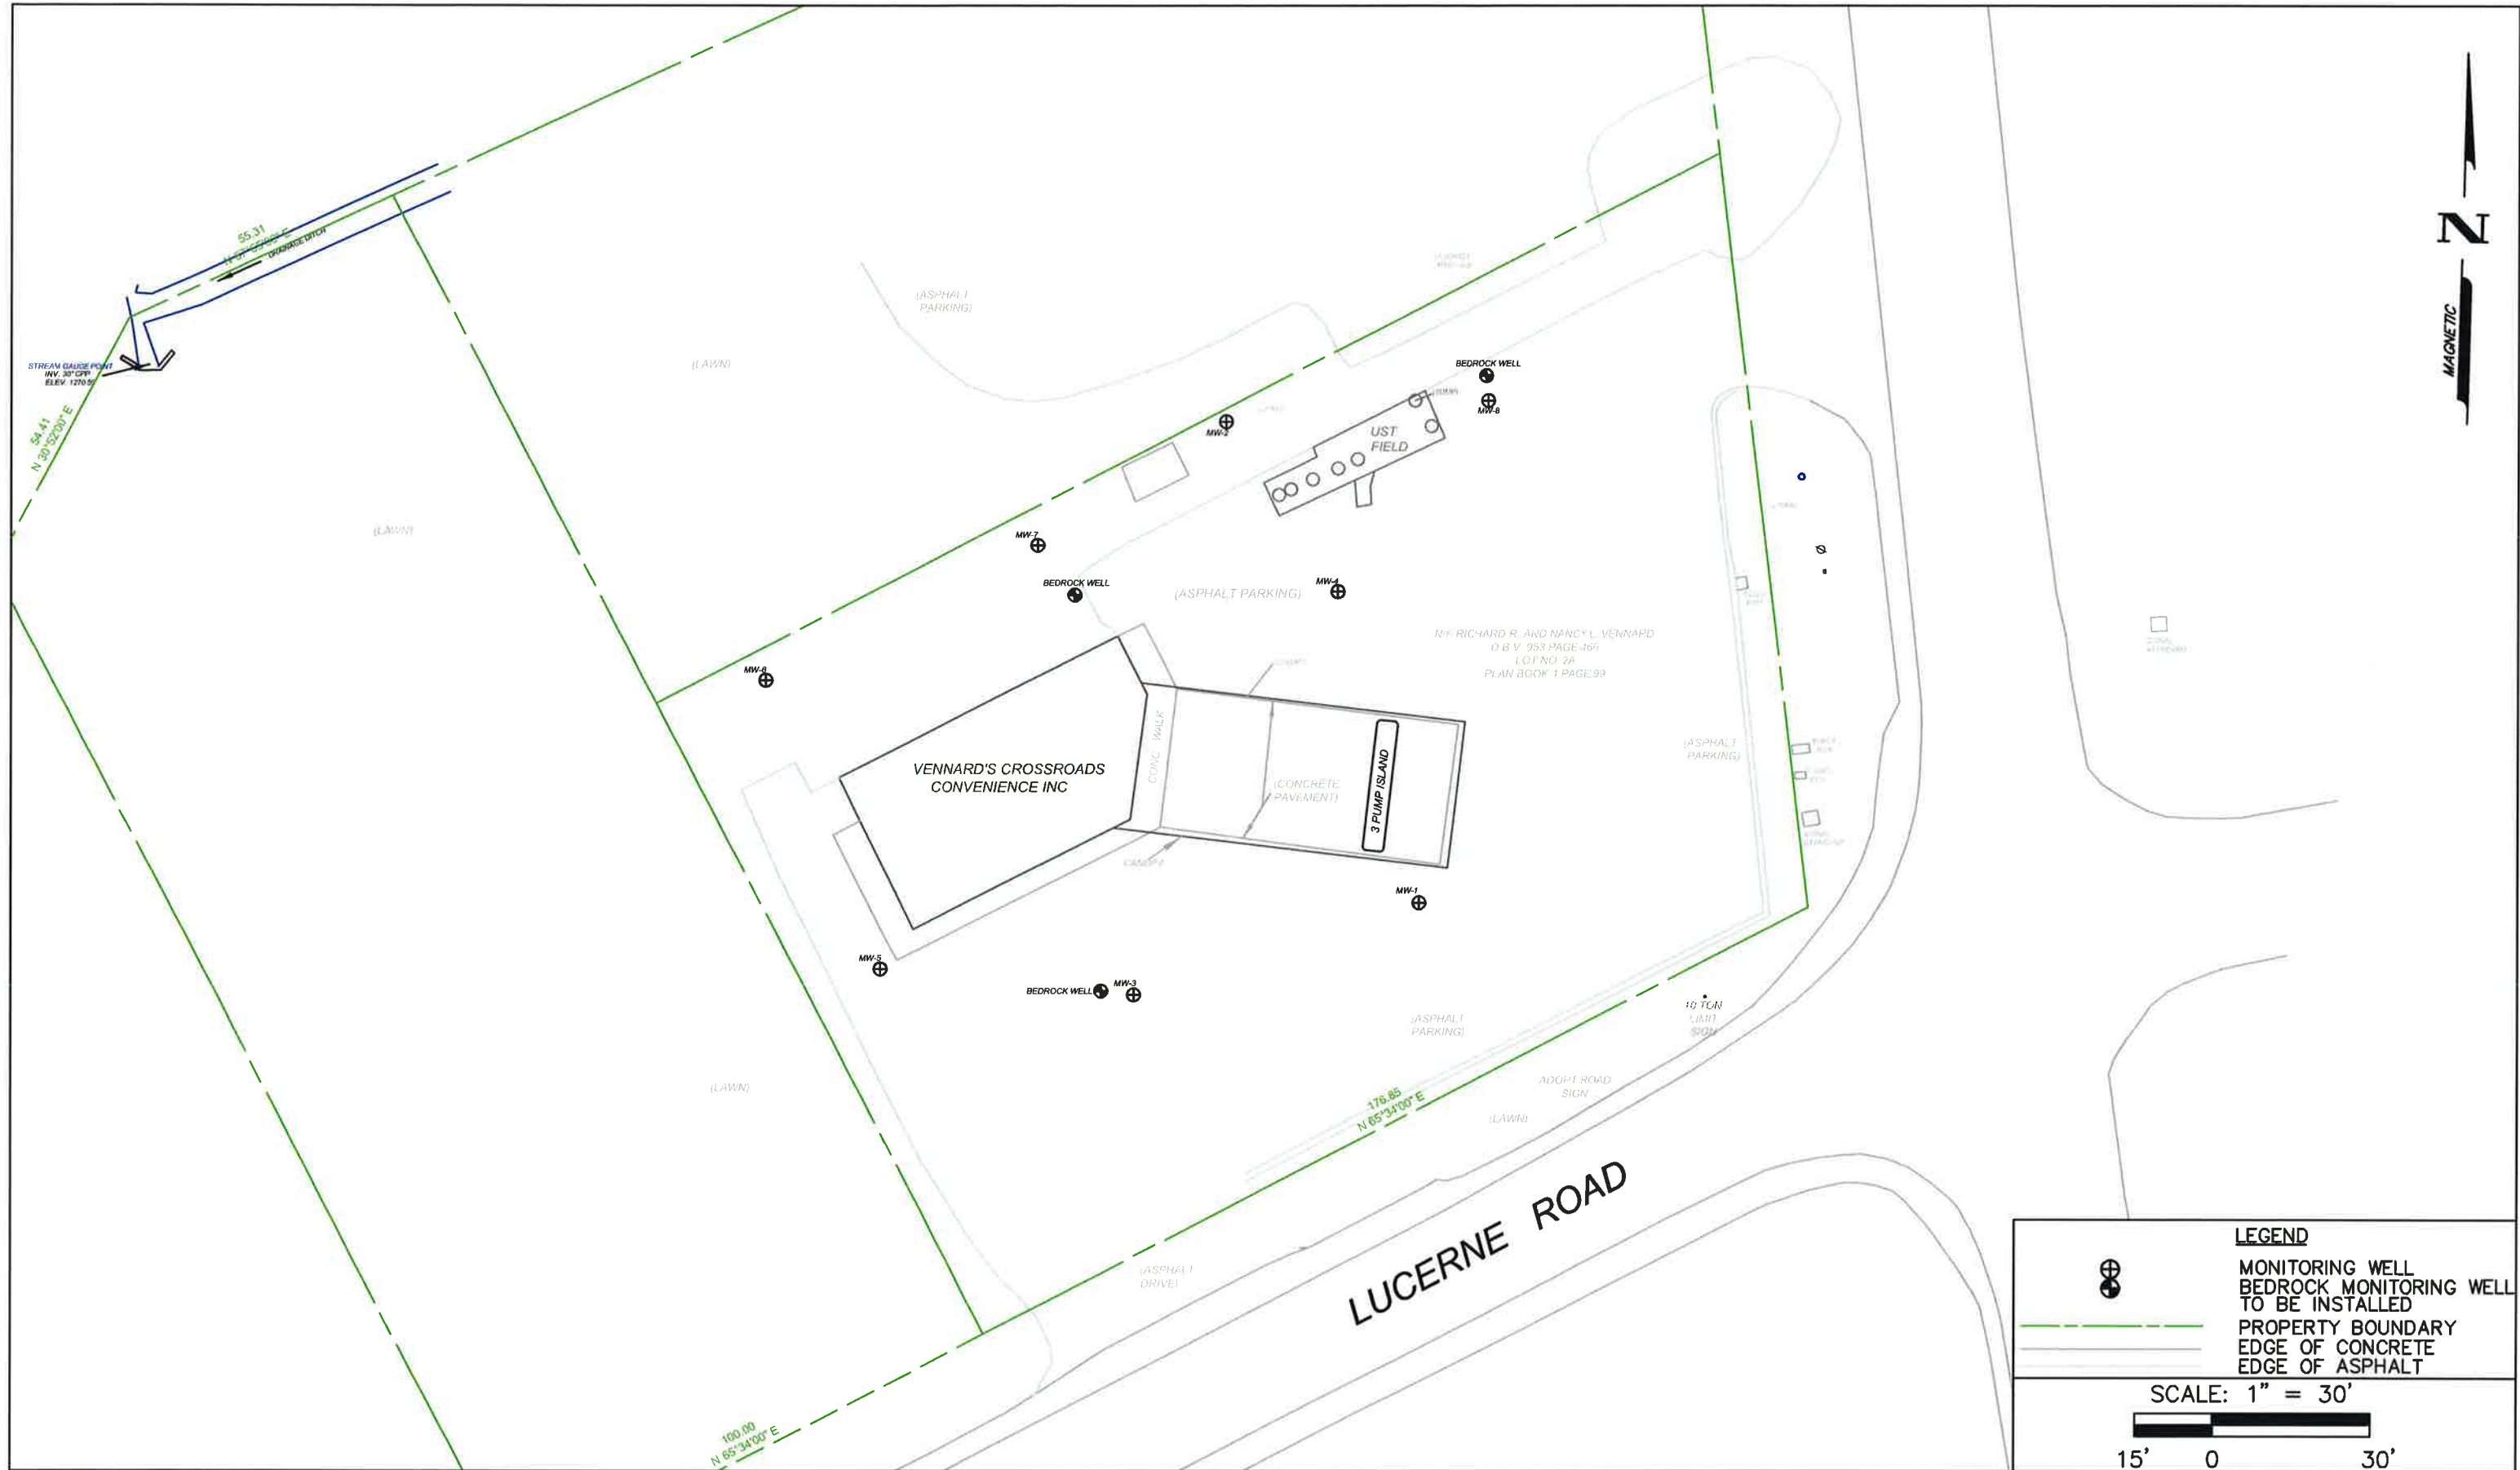 55.31
DRAINAGE DITCH
STREAM GAUGE POINT
INV. 30" CPP
54.41
N 30°52'00" E
(LAWN)
(LAWN)
(ASPHALT
PARKING)
N
MAGNETIC
BEDROCK WELL
MW-8
MW-2
UST
FIELD
MW-7
BEDROCK WELL
(ASPHALT PARKING)
MW-4
N/F RICHARD R. AND NANCY L. VENNARD
D.B.V. 953 PAGE 466
LOT NO. 2A
PLAN BOOK 1 PAGE 99
MW-6
VENNARD'S CROSSROADS
CONVENIENCE INC
CONC. WALK
(CONCRETE
PAVEMENT)
3 PUMP ISLAND
(ASPHALT
PARKING)
CANOPY
MW-1
MW-5
BEDROCK WELL
MW-3
10 TON
LIMIT
SIGN
(ASPHALT
PARKING)
ADOPT ROAD
SIGN
(LAWN)
(LAWN)
176.85
N 65°34'00" E
LUCERNE ROAD
(ASPHALT
DRIVE)
100.00
N 65°34'00" E
LEGEND
MONITORING WELL
BEDROCK MONITORING WELL
TO BE INSTALLED
PROPERTY BOUNDARY
EDGE OF CONCRETE
EDGE OF ASPHALT
SCALE: 1" = 30'
15' 0 30'